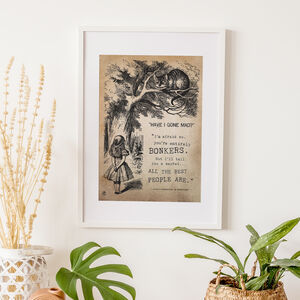 "HAVE I GONE MAD?"
"I'm afraid so,
you're entirely
BONKERS.
But i'll tell
you a secret,
ALL THE BEST
PEOPLE ARE."